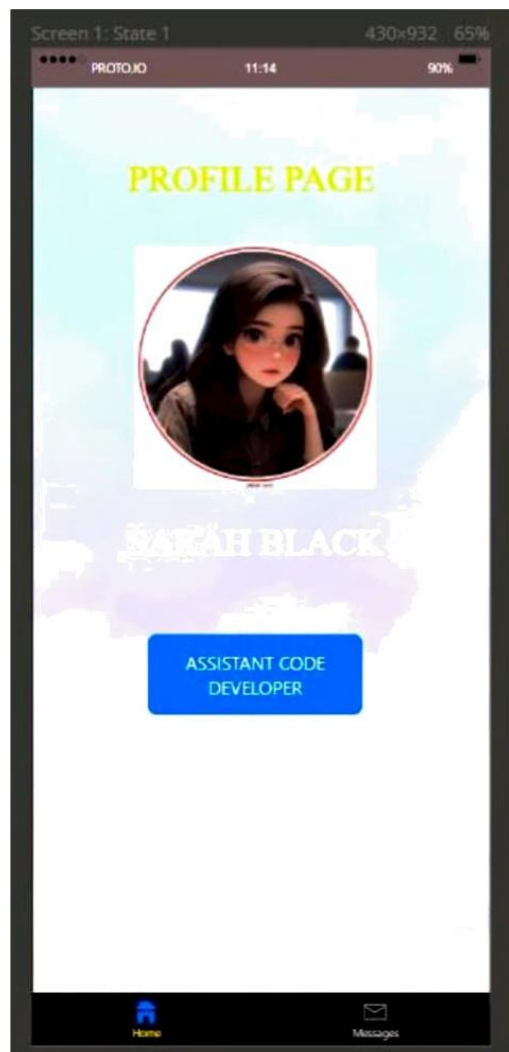 Screen 1: State 1 430×932 65%
PROTO.IO 11:14 90%
PROFILE PAGE
SARAH BLACK
ASSISTANT CODE
DEVELOPER
Home Messages